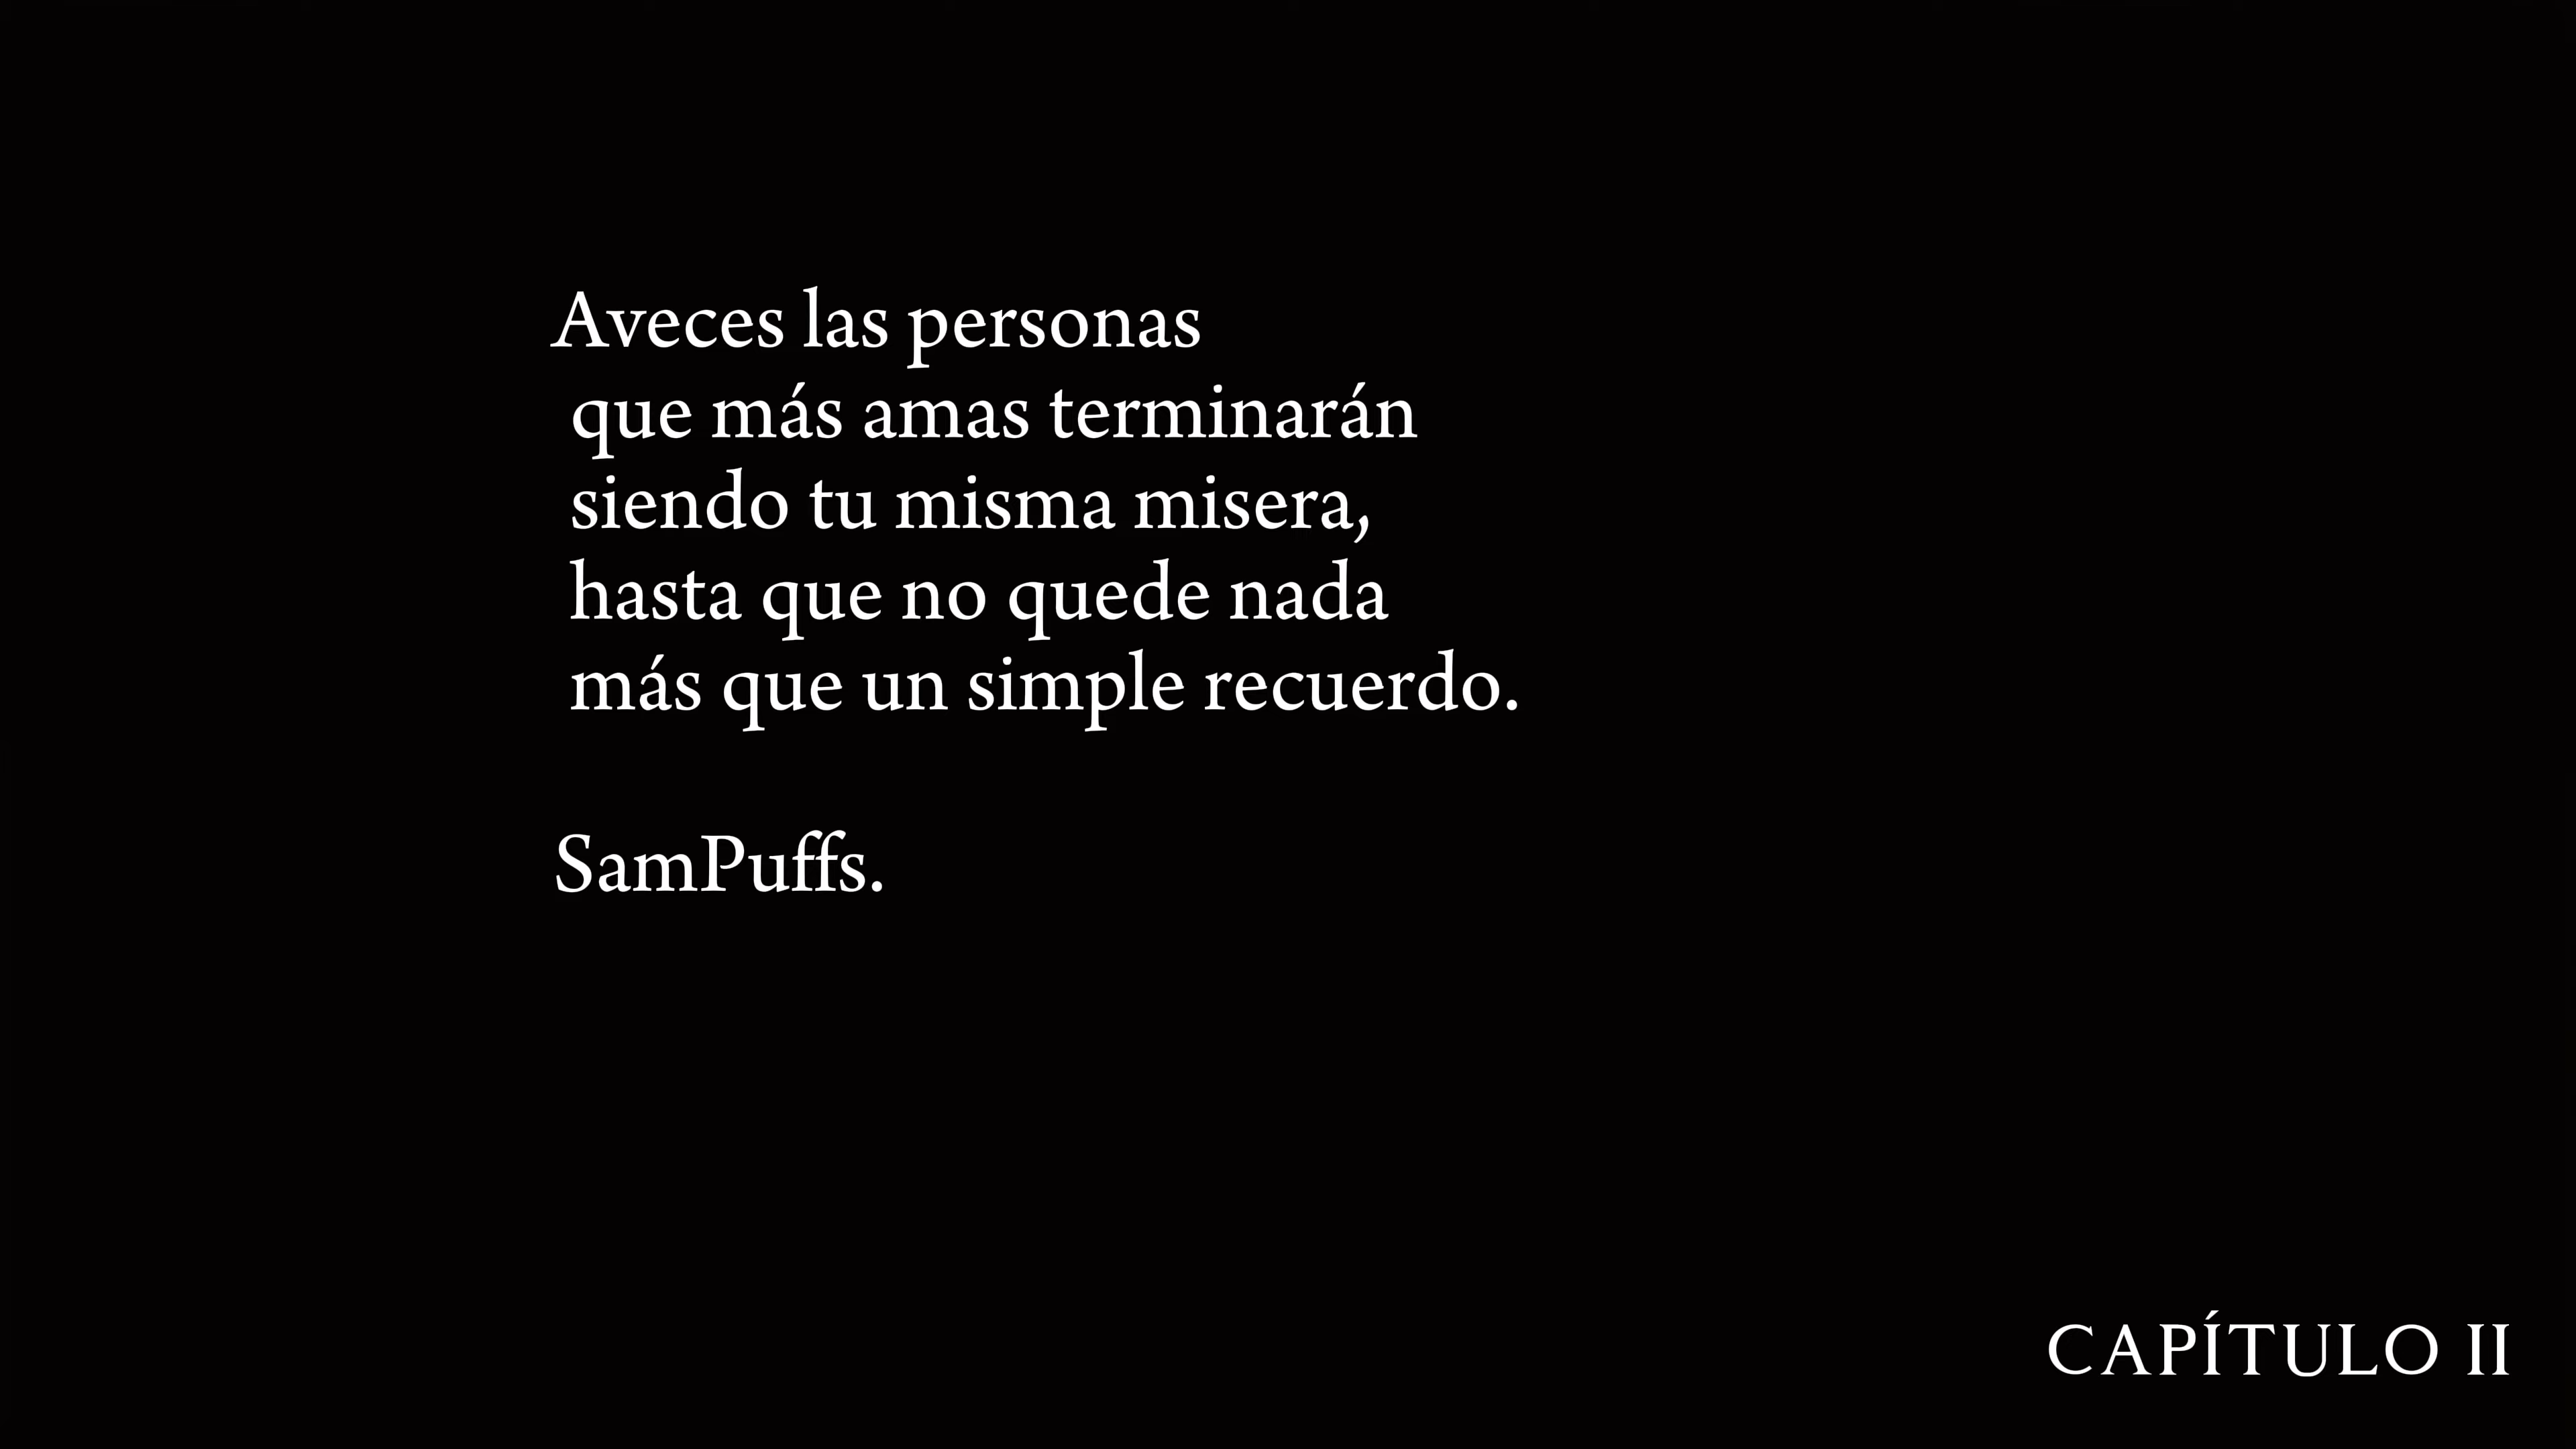 Aveces las personas
que más amas terminarán
siendo tu misma misera,
hasta que no quede nada
más que un simple recuerdo.
SamPuffs.
CAPÍTULO II